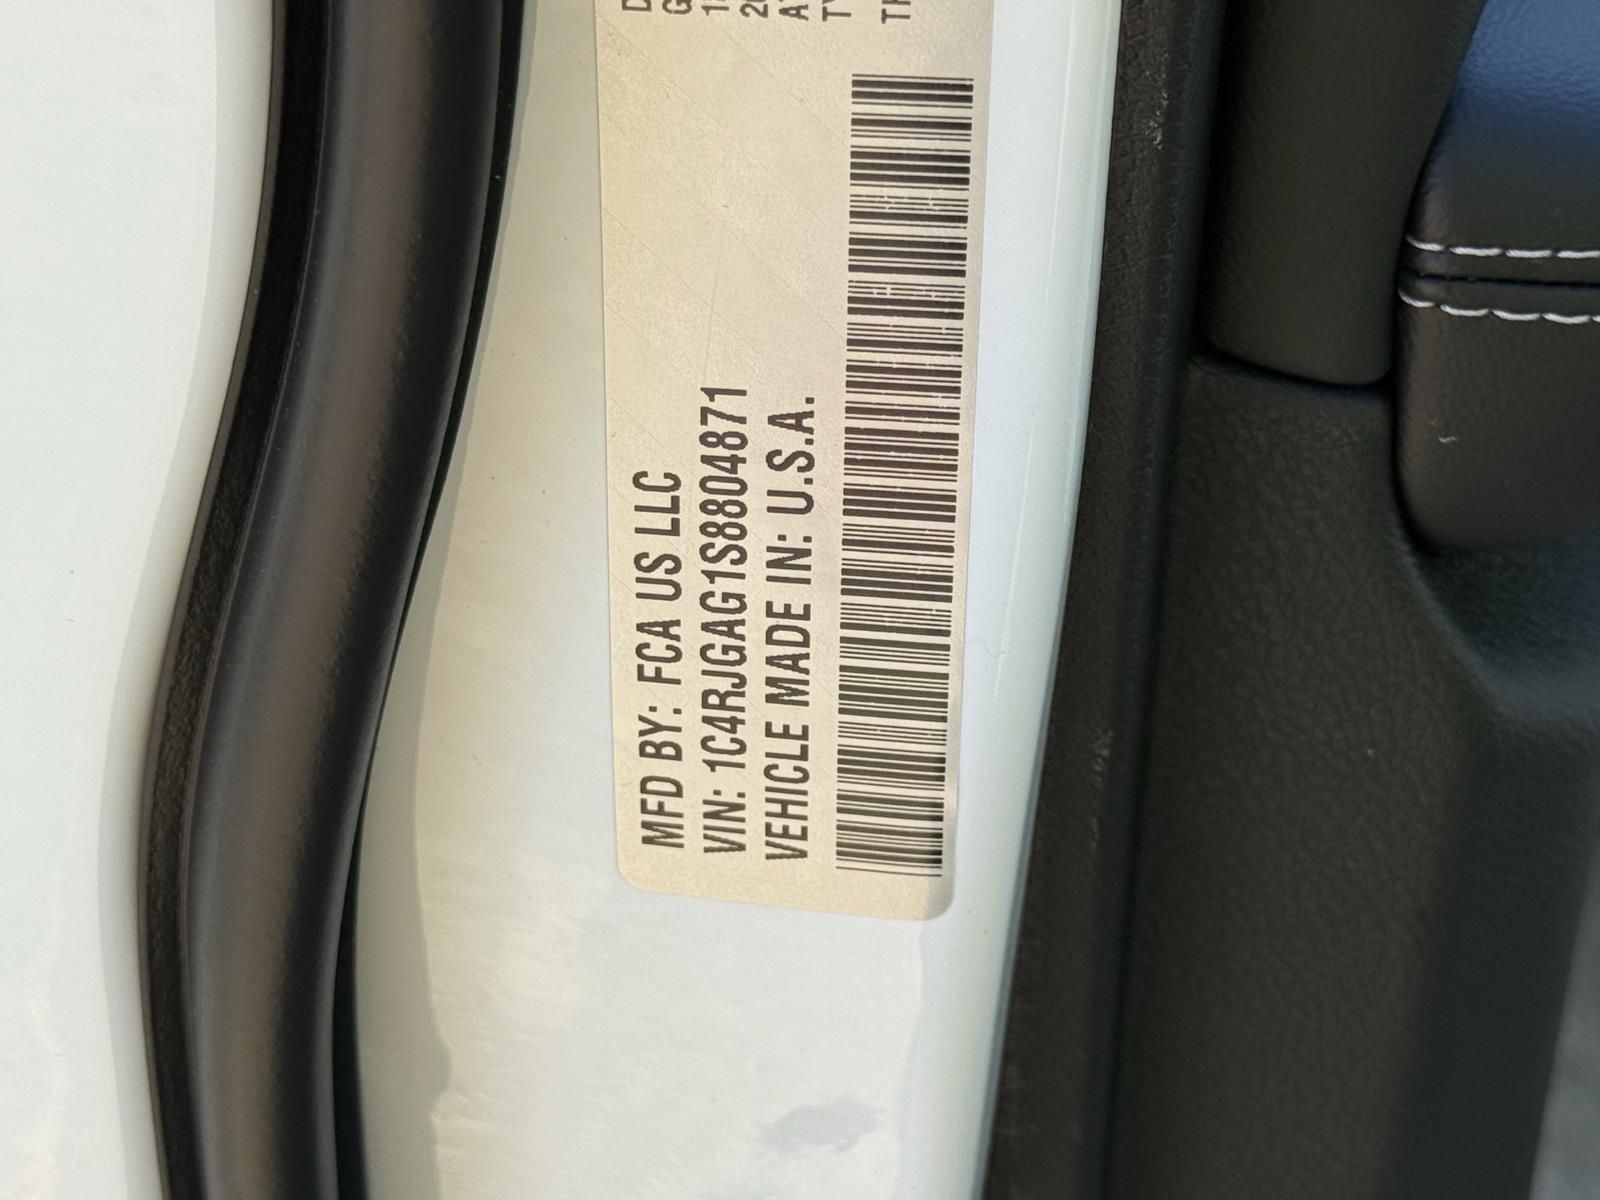 MFD BY: FCA US LLC
VIN: 1C4RJGAG1S8804871
VEHICLE MADE IN: U.S.A.